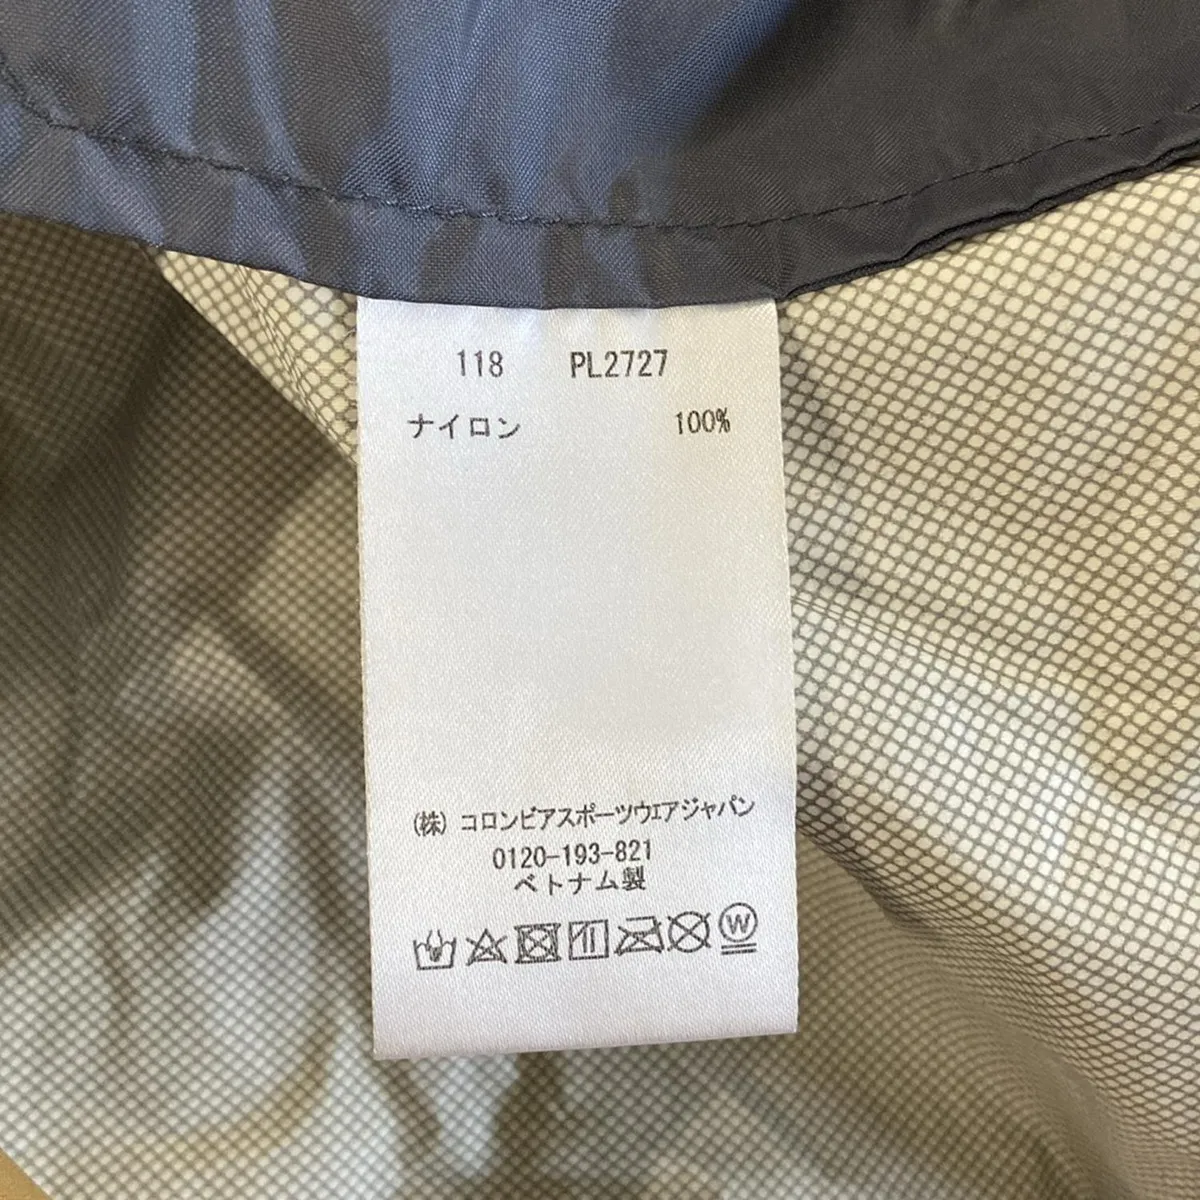 118 PL2727
ナイロン 100%
(株) コロンビアスポーツウエアジャパン
0120-193-821
ベトナム製
W